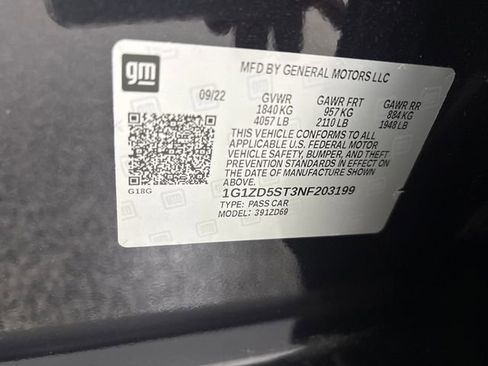 gm
MFD BY GENERAL MOTORS LLC
09/22 GVWR GAWR FRT GAWR RR
1840 KG 957 KG 884 KG
4057 LB 2110 LB 1948 LB
THIS VEHICLE CONFORMS TO ALL
APPLICABLE U.S. FEDERAL MOTOR
VEHICLE SAFETY, BUMPER, AND THEFT
PREVENTION STANDARDS IN EFFECT ON
THE DATE OF MANUFACTURE SHOWN ABOVE.
G18G
1G1ZD5ST3NF203199
TYPE: PASS CAR
MODEL: 391ZD69